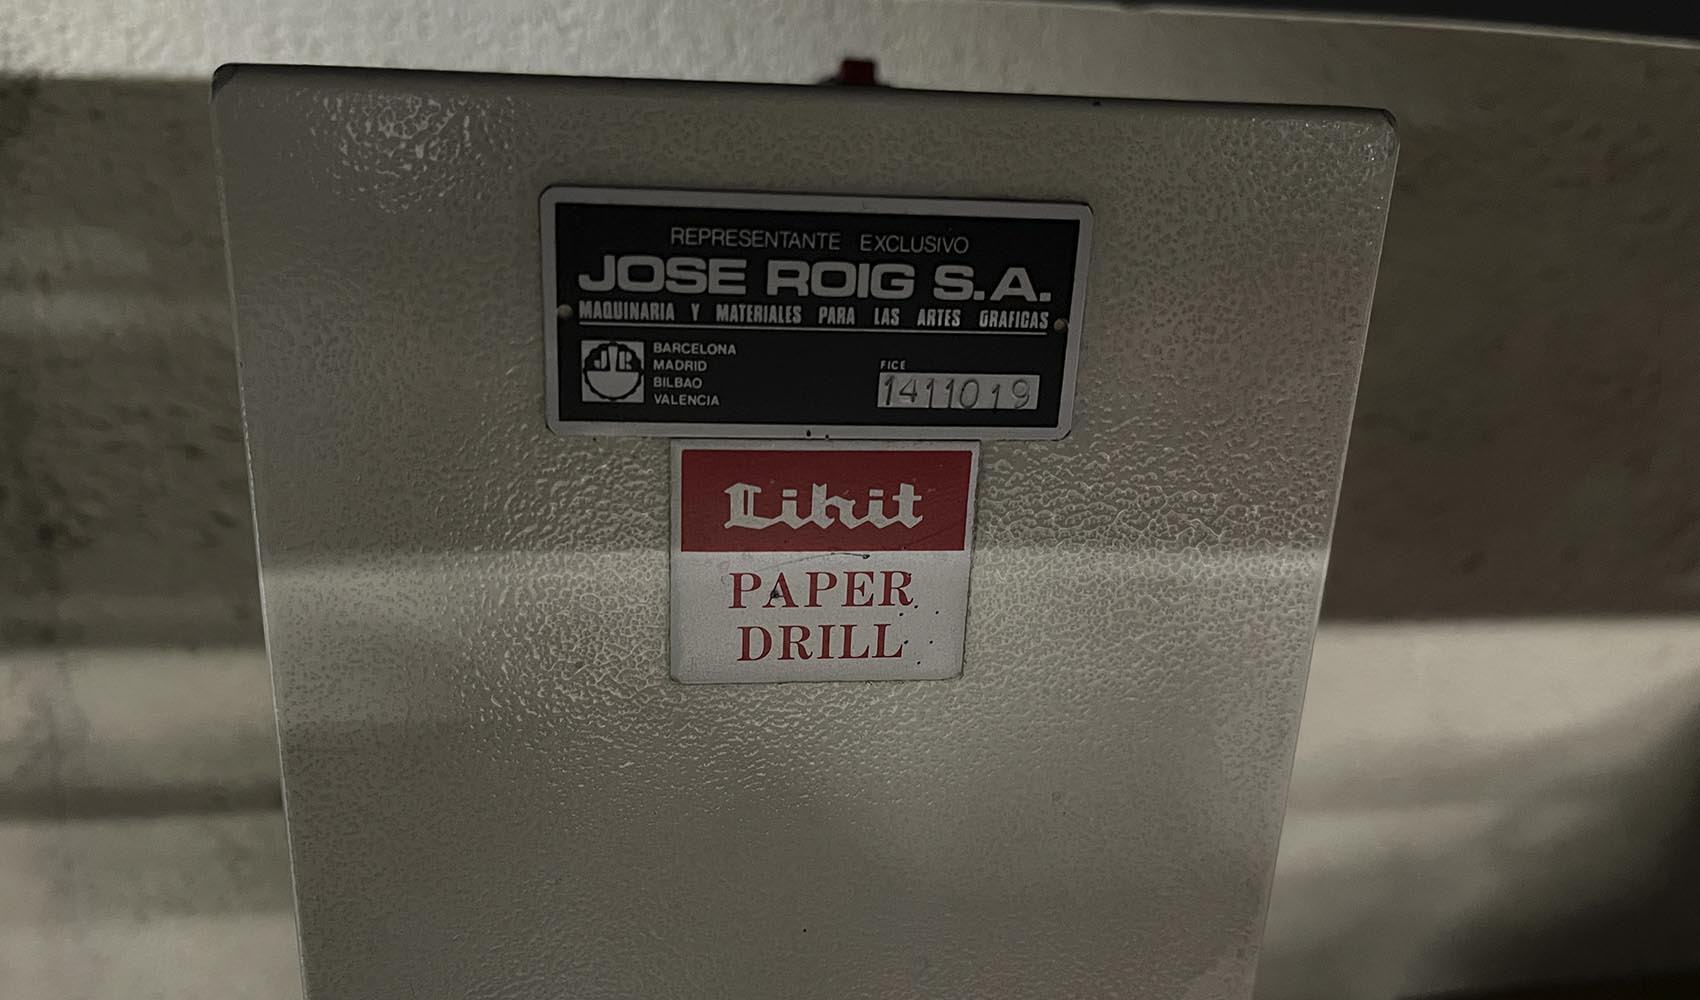 REPRESENTANTE EXCLUSIVO
JOSE ROIG S.A.
MAQUINARIA Y MATERIALES PARA LAS ARTES GRAFICAS
JR
BARCELONA
MADRID
BILBAO
VALENCIA
FICE
1411019
Lihit
PAPER
DRILL